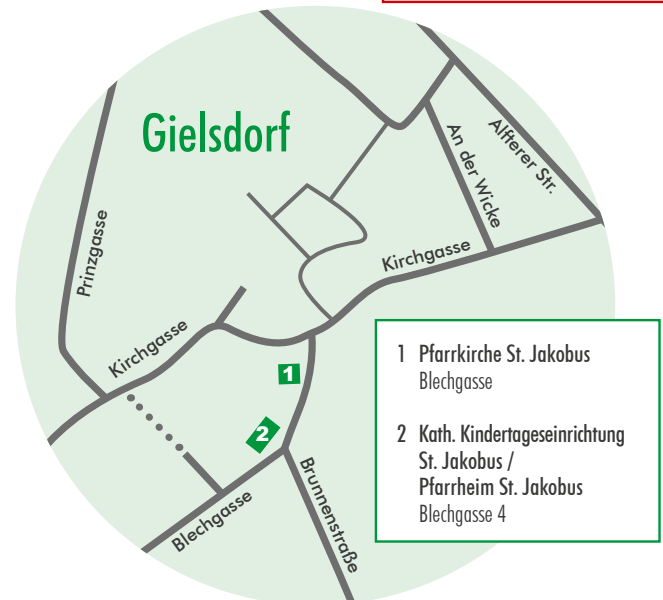 Gielsdorf
Alfterer Str.
An der Wicke
Prinzgasse
Kirchgasse
Kirchgasse
1
2
Blechgasse
Brunnenstraße
1 Pfarrkirche St. Jakobus
Blechgasse
2 Kath. Kindertageseinrichtung
St. Jakobus /
Pfarrheim St. Jakobus
Blechgasse 4